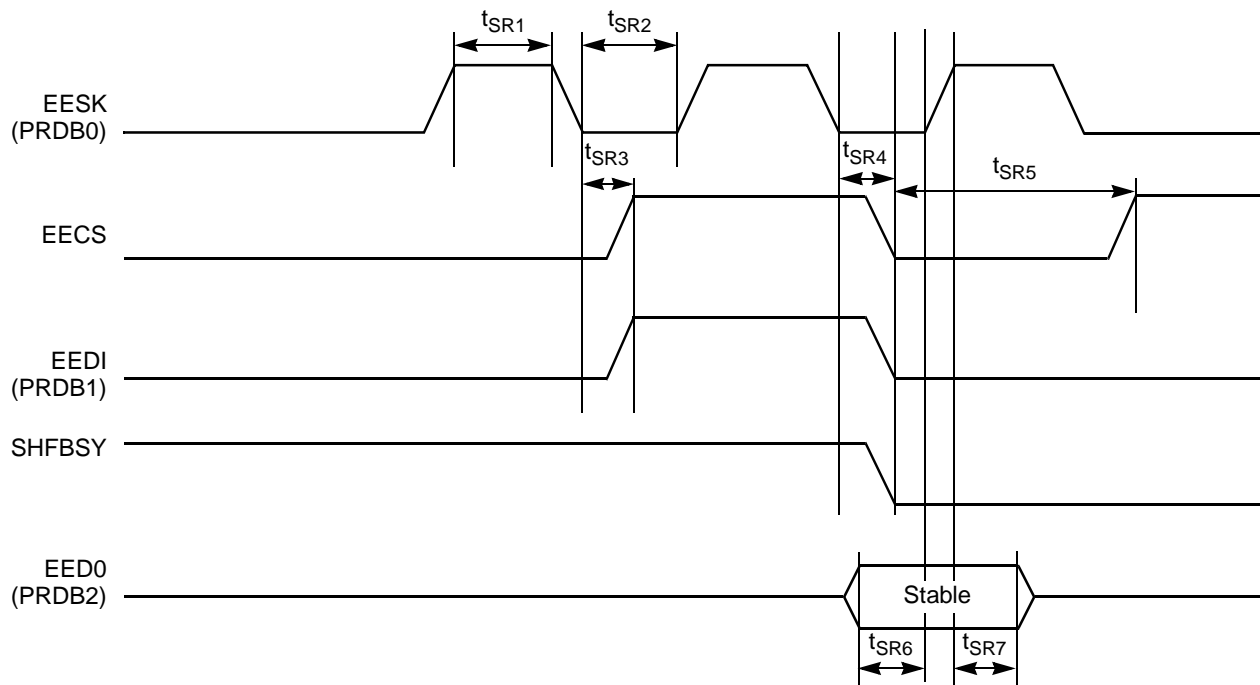 tSR1
tSR2
EESK
(PRDB0)
tSR3
tSR4
tSR5
EECS
EEDI
(PRDB1)
SHFBSY
EED0
(PRDB2)
Stable
tSR6
tSR7